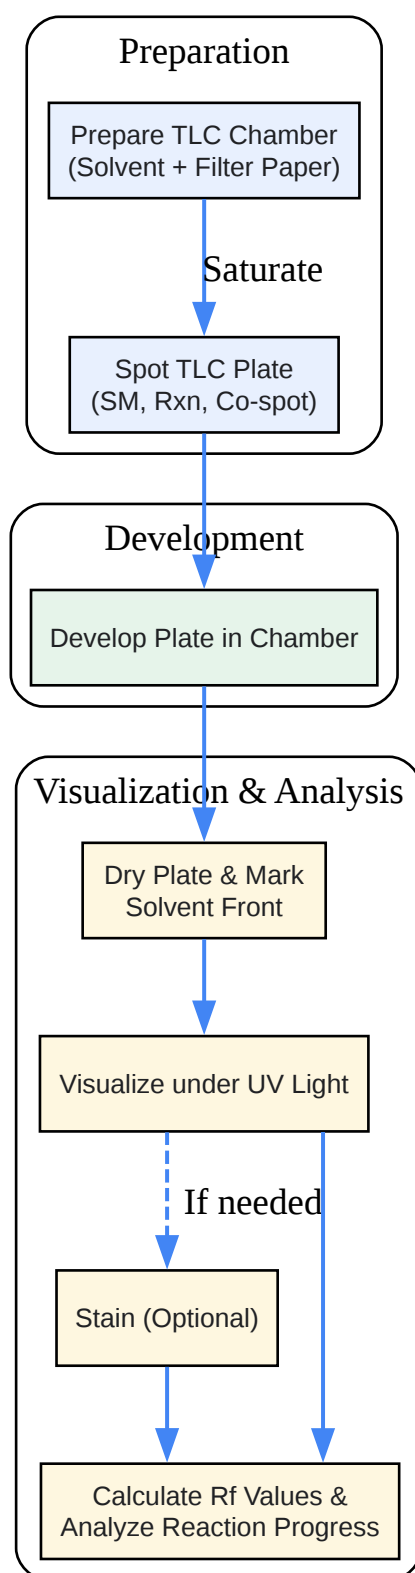 Preparation
Prepare TLC Chamber
(Solvent + Filter Paper)
Saturate
Spot TLC Plate
(SM, Rxn, Co-spot)
Development
Develop Plate in Chamber
Visualization & Analysis
Dry Plate & Mark
Solvent Front
Visualize under UV Light
If needed
Stain (Optional)
Calculate Rf Values &
Analyze Reaction Progress